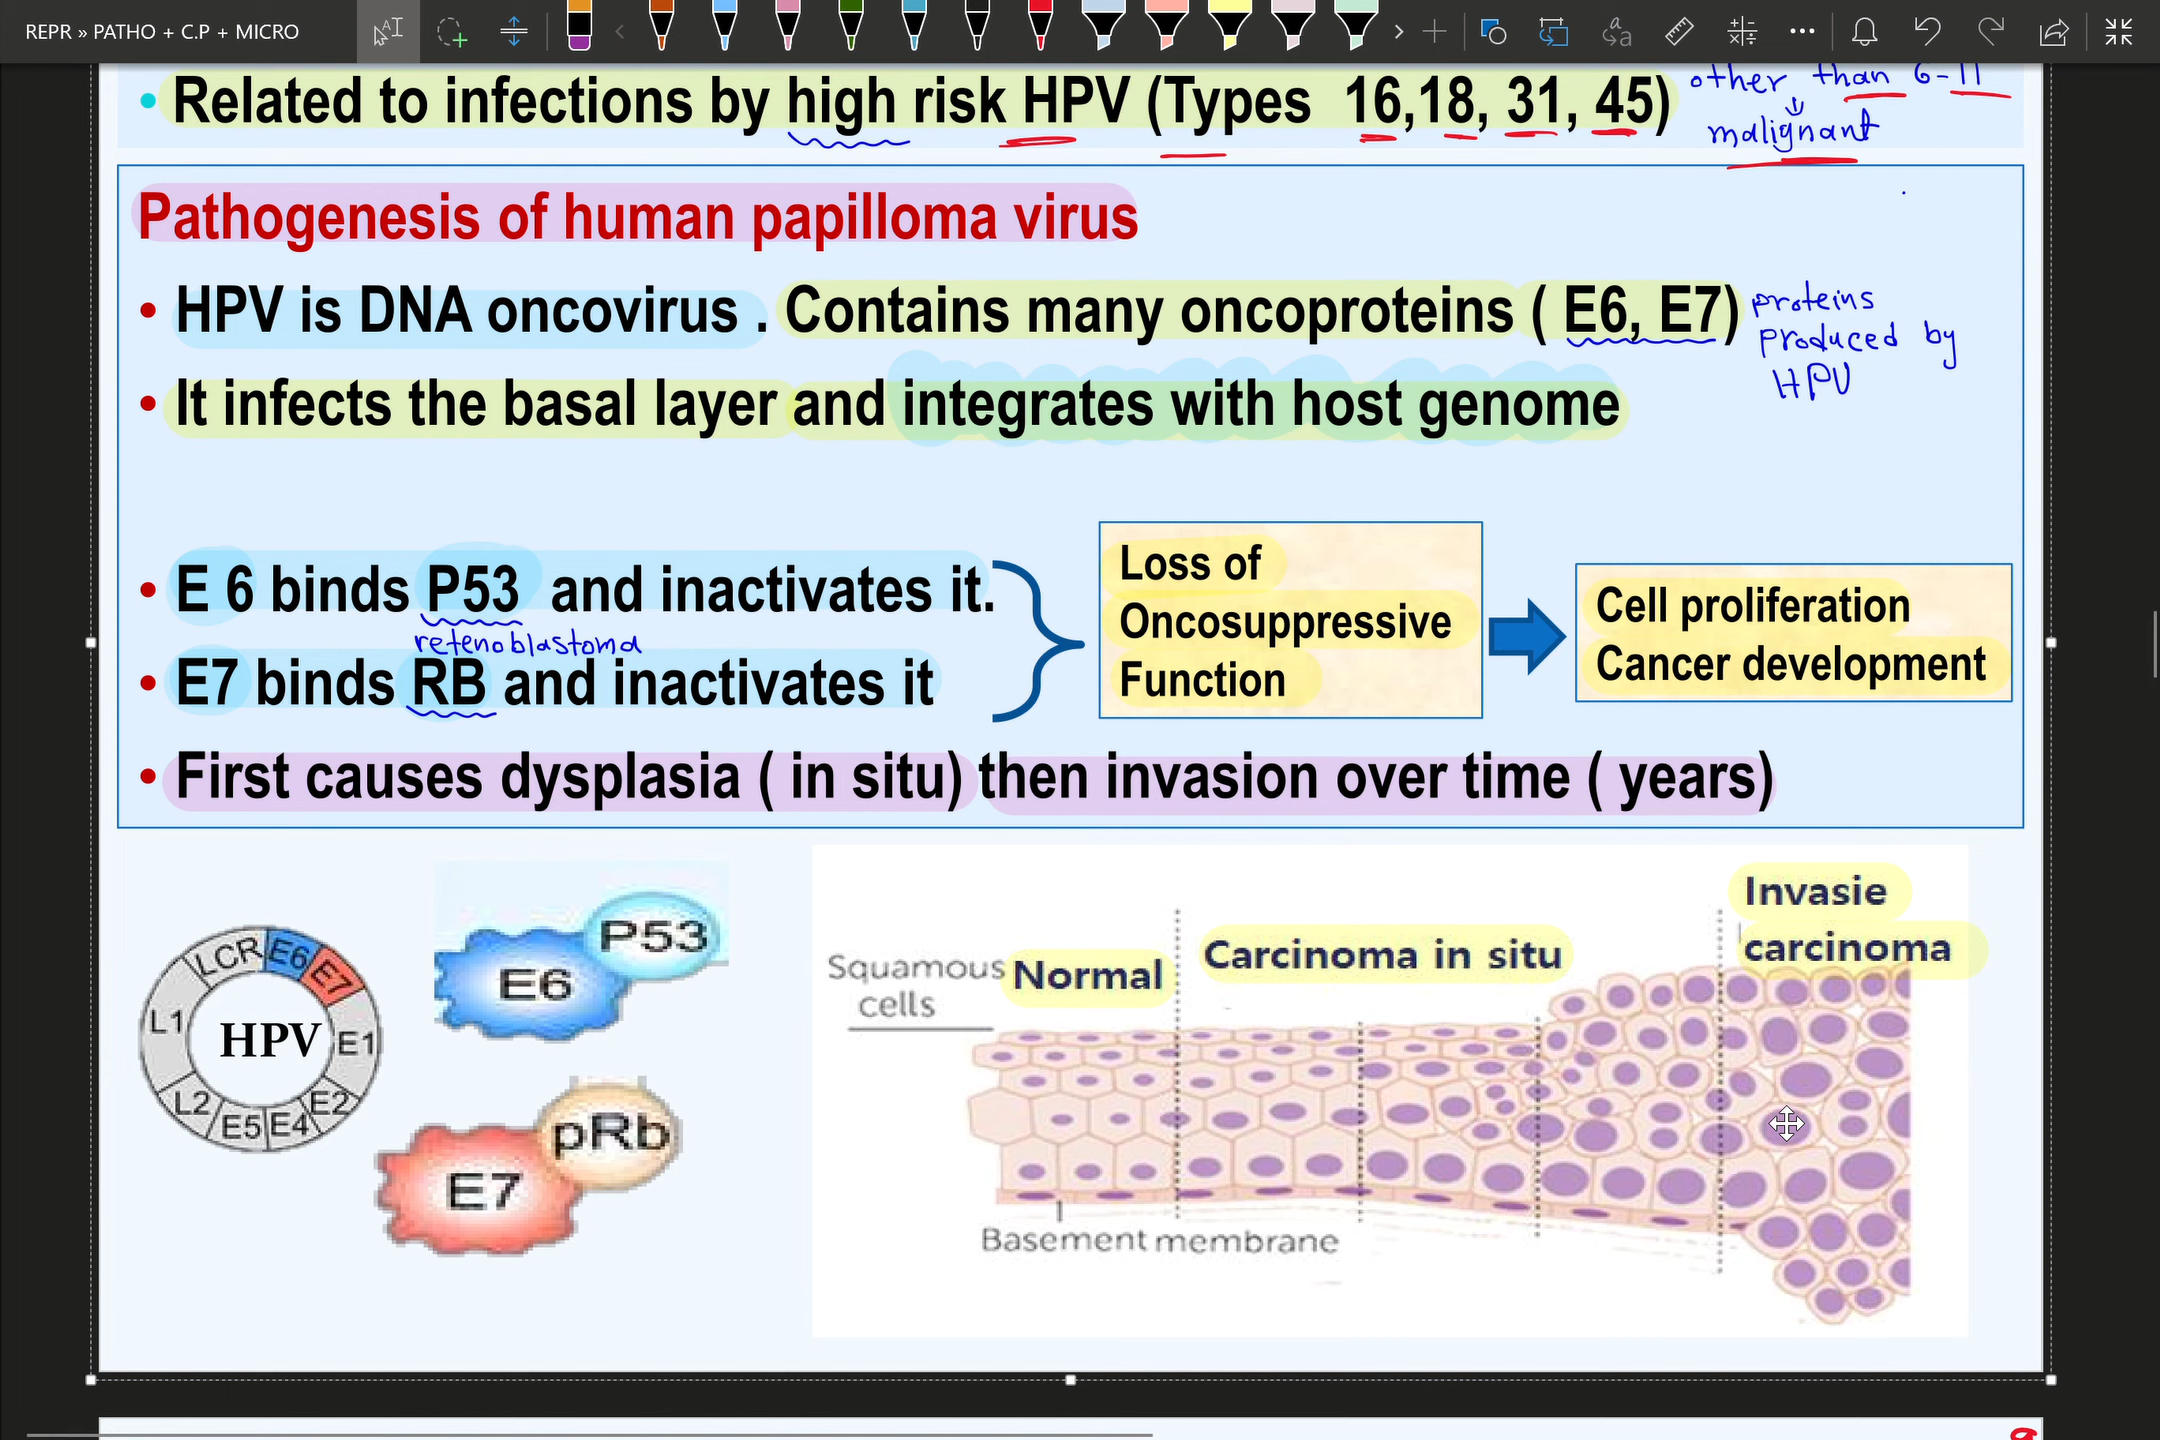 REPR » PATHO + C.P + MICRO
• Related to infections by high risk HPV (Types 16,18, 31, 45)
other than 6-11
malignant
Pathogenesis of human papilloma virus
• HPV is DNA oncovirus . Contains many oncoproteins ( E6, E7)
proteins
produced by
HPV
• It infects the basal layer and integrates with host genome
• E 6 binds P53 and inactivates it.
retenoblastoma
• E7 binds RB and inactivates it
Loss of
Oncosuppressive
Function
Cell proliferation
Cancer development
• First causes dysplasia ( in situ) then invasion over time ( years)
LCR
E6
E7
E1
E2
E4
E5
L2
L1
HPV
P53
E6
pRb
E7
Squamous
cells
Normal
Carcinoma in situ
Invasie
carcinoma
Basement membrane